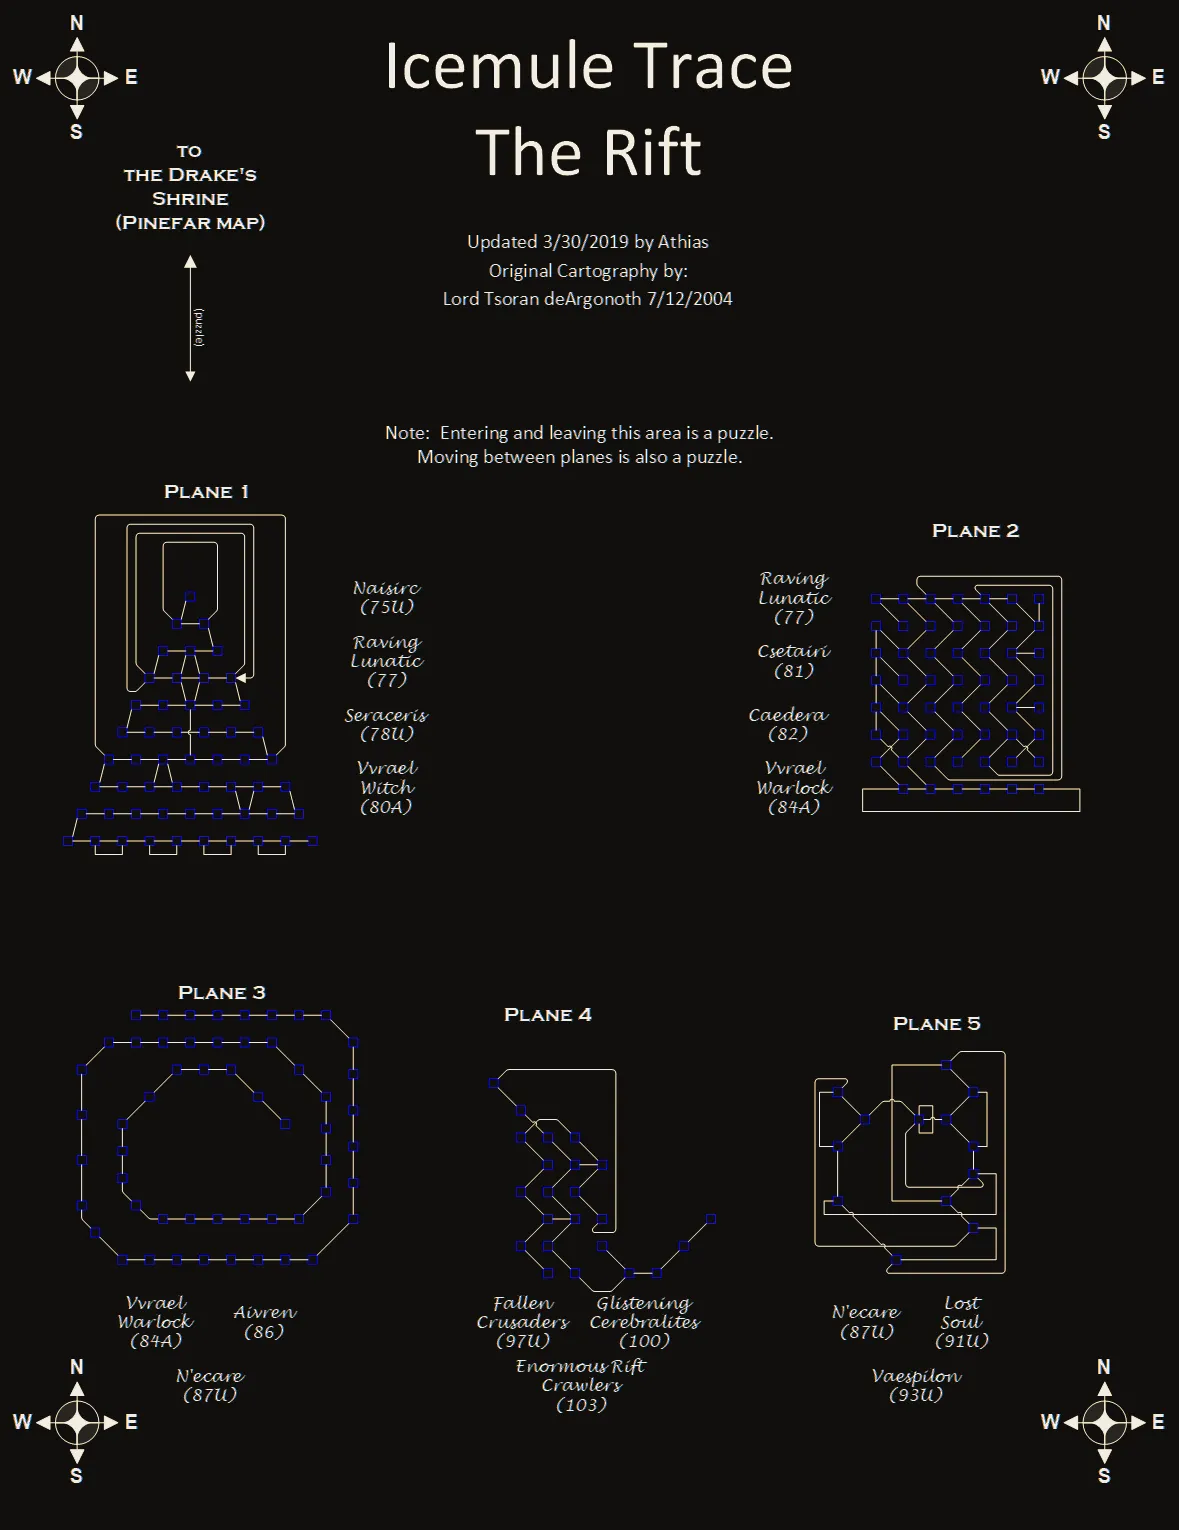 N
W E
S
N
W E
S
Icemule Trace
The Rift
TO
THE DRAKE'S
SHRINE
(PINEFAR MAP)
(puzzle)
Updated 3/30/2019 by Athias
Original Cartography by:
Lord Tsoran deArgonoth 7/12/2004
Note: Entering and leaving this area is a puzzle.
Moving between planes is also a puzzle.
PLANE 1
Naisirc
(75U)
Raving
Lunatic
(77)
Seraceris
(78U)
Vvrael
Witch
(80A)
PLANE 2
Raving
Lunatic
(77)
Csetairi
(81)
Caedera
(82)
Vvrael
Warlock
(84A)
PLANE 3
Vvrael
Warlock
(84A)
Aivren
(86)
N'ecare
(87U)
PLANE 4
Fallen
Crusaders
(97U)
Glistening
Cerebralites
(100)
Enormous Rift
Crawlers
(103)
PLANE 5
N'ecare
(87U)
Lost
Soul
(91U)
Vaespilon
(93U)
N
W E
S
N
W E
S